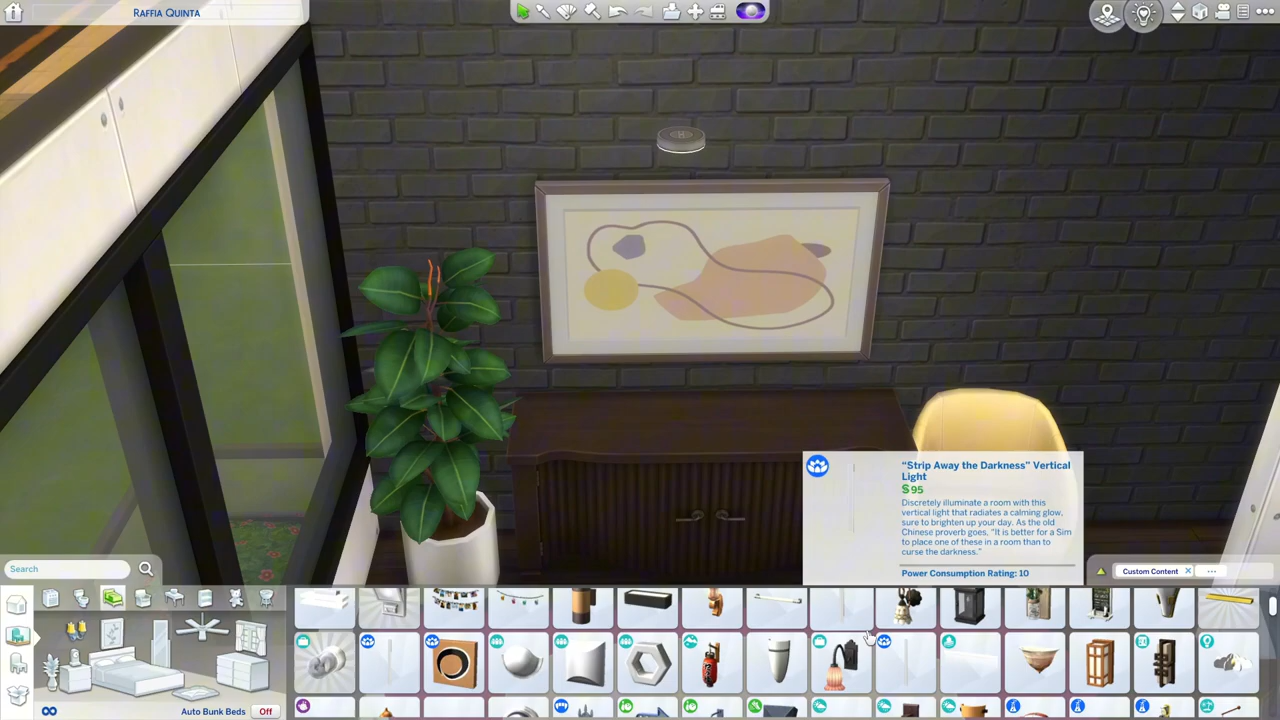 RAFFIA QUINTA
"Strip Away the Darkness" Vertical
Light
§95
Discretely illuminate a room with this
vertical light that radiates a calming glow,
sure to brighten up your day. As the old
Chinese proverb goes, "It is better for a Sim
to place one of these in a room than to
curse the darkness."
Power Consumption Rating: 10
Search
Custom Content
Auto Bunk Beds Off